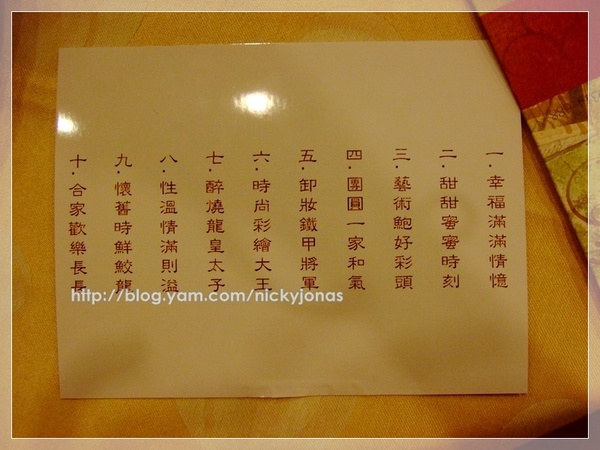 一．幸福滿滿情憶
二．甜甜蜜蜜時刻
三．藝術鮑好彩頭
四．團圓一家和氣
五．卸妝鐵甲將軍
六．時尚彩繪大王
七．醉燒龍皇太子
八．性溫情滿則溢
九．懷舊時鮮鮫龍
十．合家歡樂長長
http://blog.yam.com/nickyjonas